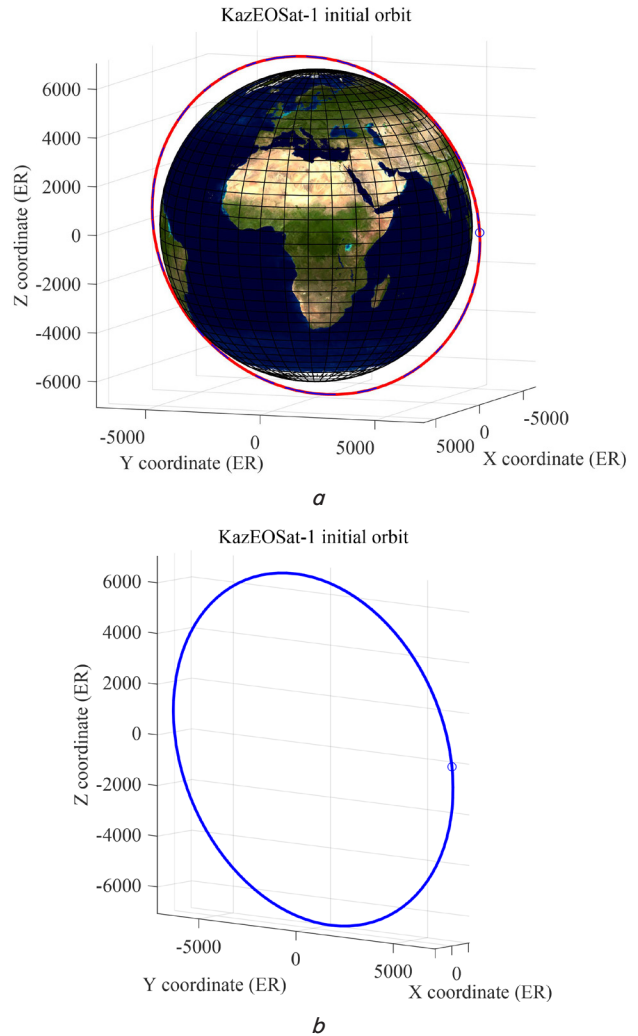 KazEOSat-1 initial orbit
6000
4000
2000
0
-2000
-4000
-6000
Z coordinate (ER)
-5000
0
5000
Y coordinate (ER)
5000
0
-5000
X coordinate (ER)
a
KazEOSat-1 initial orbit
6000
4000
2000
0
-2000
-4000
-6000
Z coordinate (ER)
-5000
0
5000
Y coordinate (ER)
0
X coordinate (ER)
b